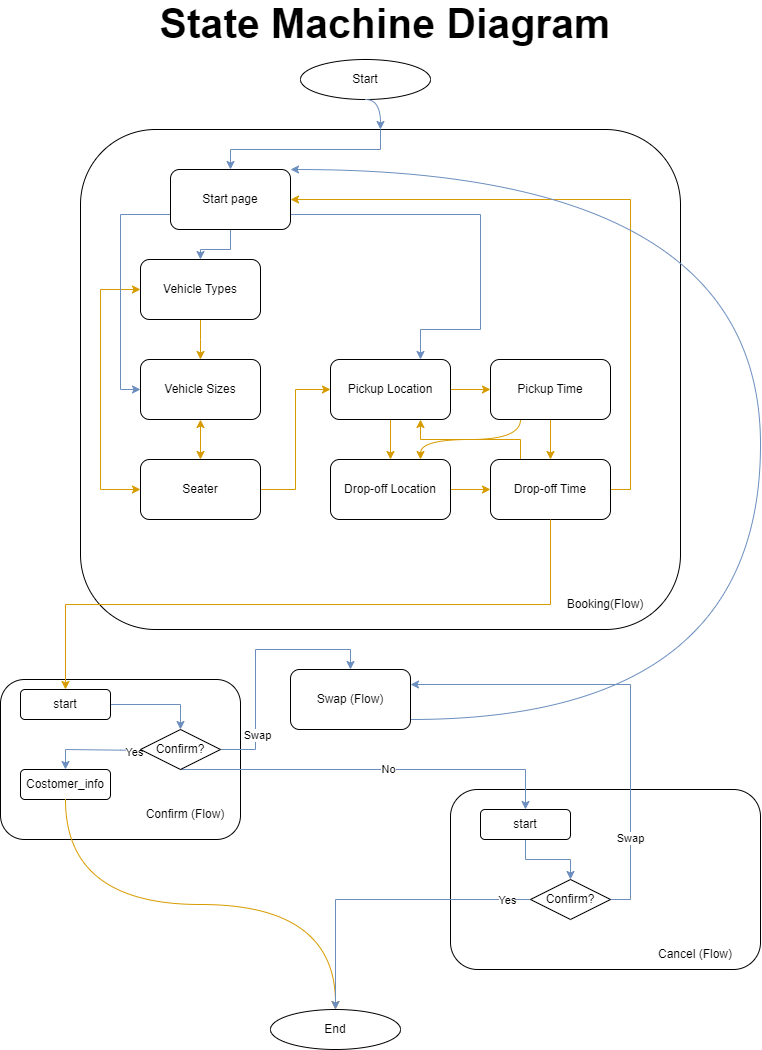 State Machine Diagram
Start
Start page
Vehicle Types
Vehicle Sizes
Pickup Location
Pickup Time
Seater
Drop-off Location
Drop-off Time
Booking(Flow)
start
Swap (Flow)
Swap
Confirm?
Yes
No
Costomer_info
Confirm (Flow)
start
Swap
Confirm?
Yes
Cancel (Flow)
End